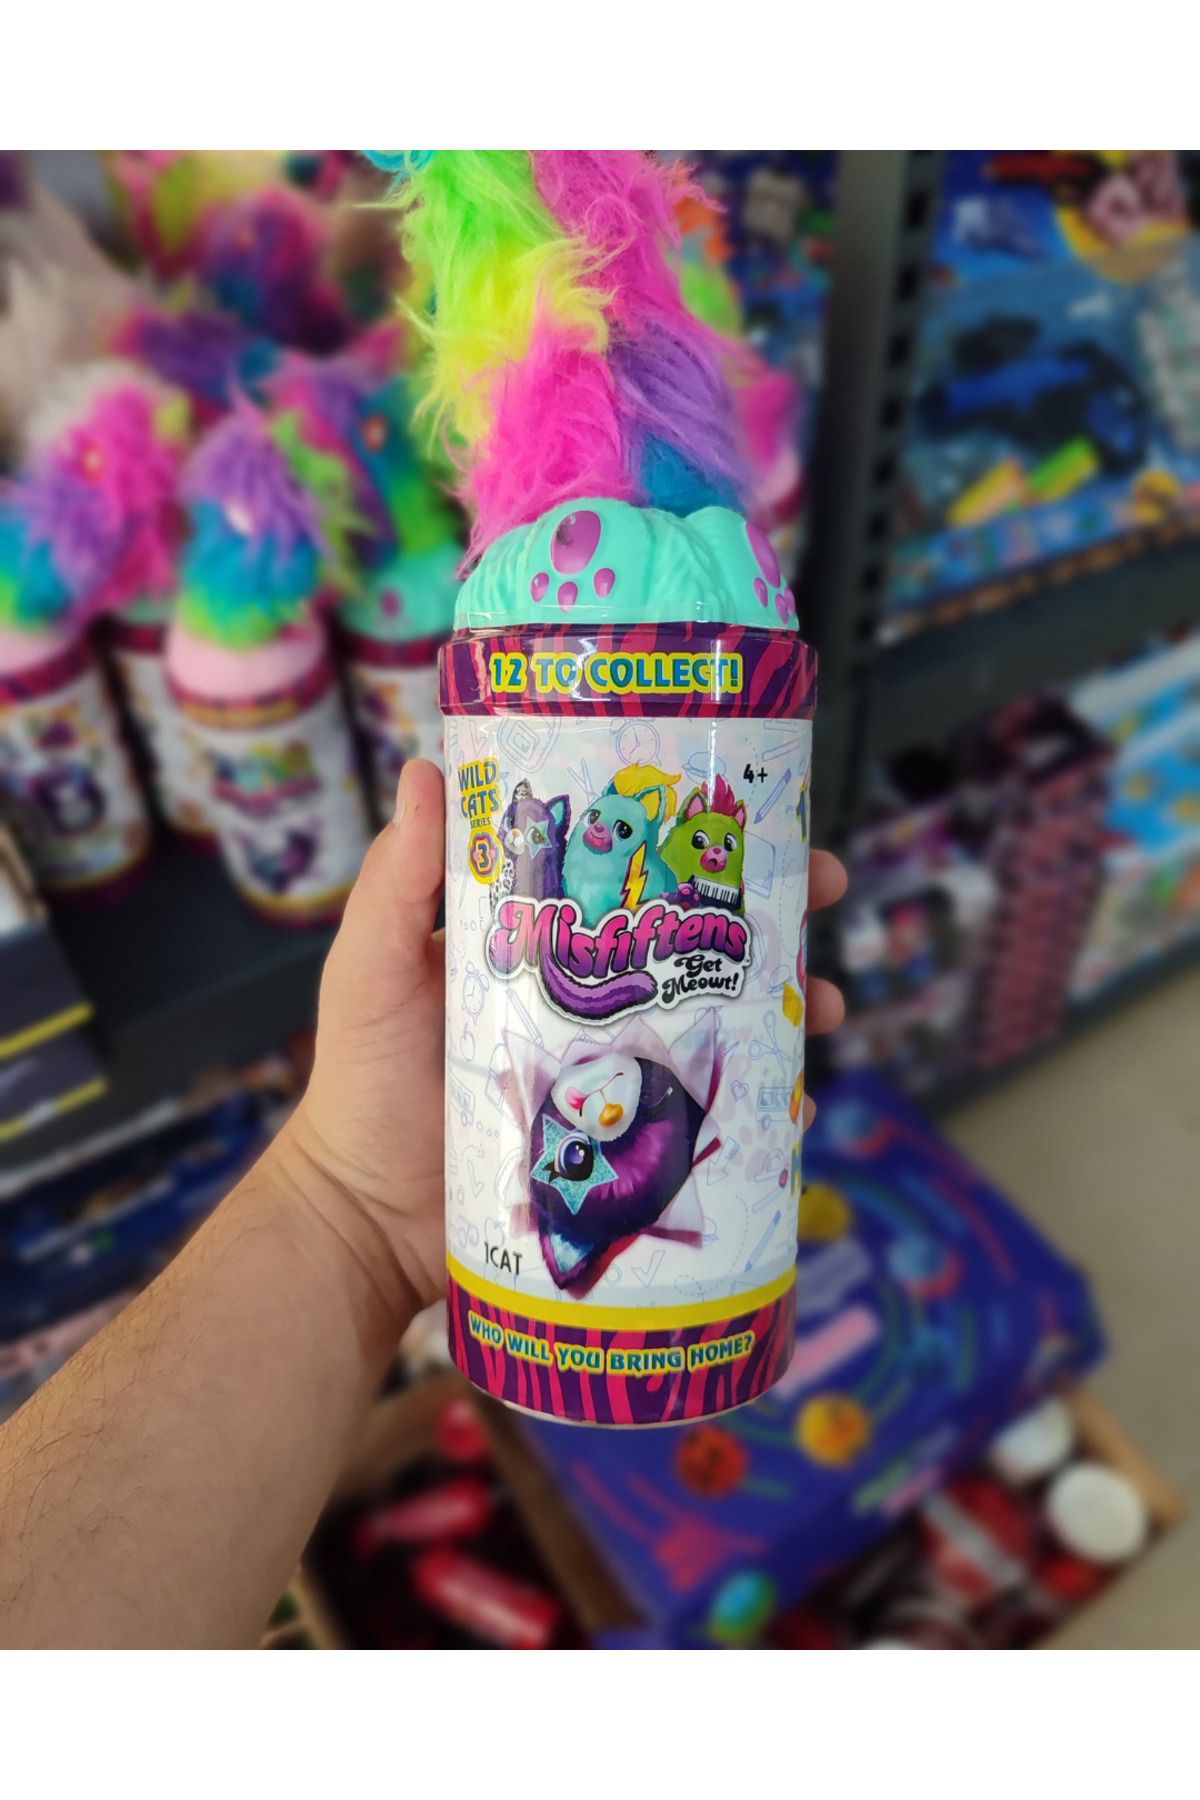 12 TO COLLECT!
WILD
CATS
SERIES
3
4+
Misfittens
Get
Meowt!
1CAT
WHO WILL YOU BRING HOME?